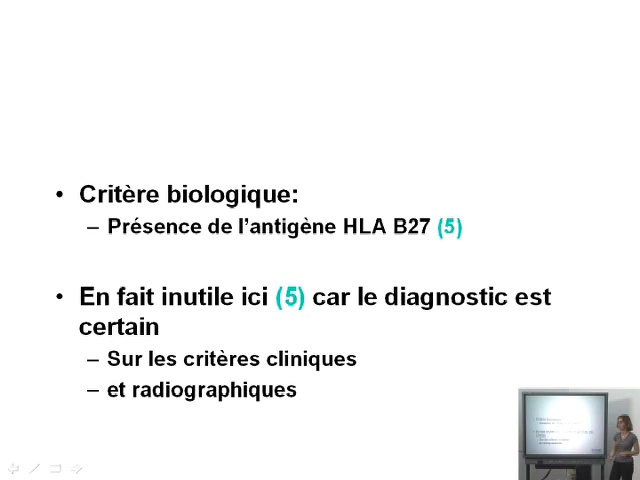 • Critère biologique:
– Présence de l'antigène HLA B27 (5)
• En fait inutile ici (5) car le diagnostic est
certain
– Sur les critères cliniques
– et radiographiques